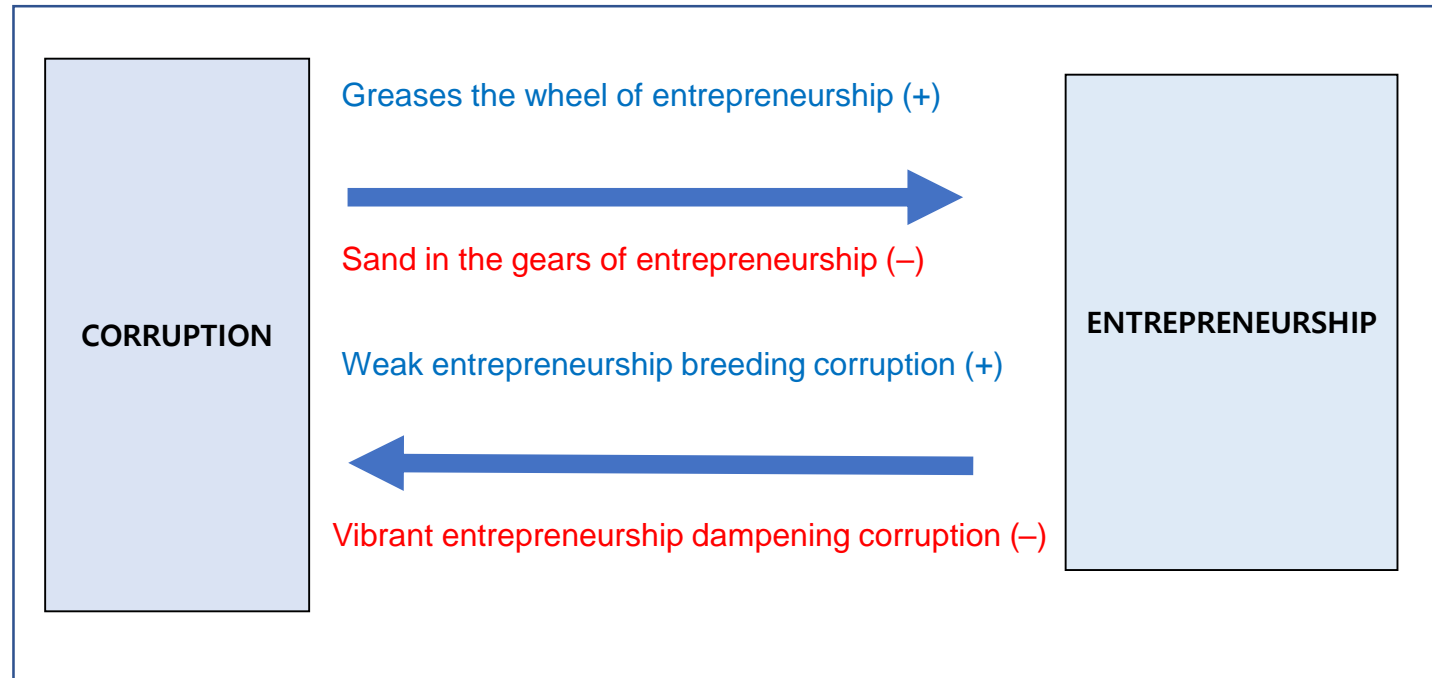 Greases the wheel of entrepreneurship (+)
Sand in the gears of entrepreneurship (–)
CORRUPTION
ENTREPRENEURSHIP
Weak entrepreneurship breeding corruption (+)
Vibrant entrepreneurship dampening corruption (–)